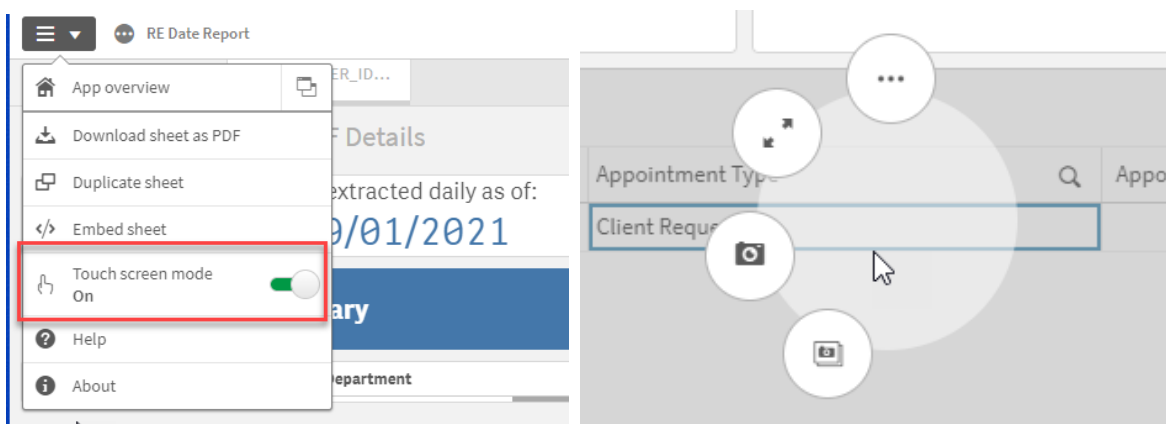 RE Date Report
App overview
ER_ID...
Download sheet as PDF
Details
Duplicate sheet
extracted daily as of:
Embed sheet
9/01/2021
Touch screen mode
On
ary
Help
epartment
About
Appointment Type
Appo
Client Reque